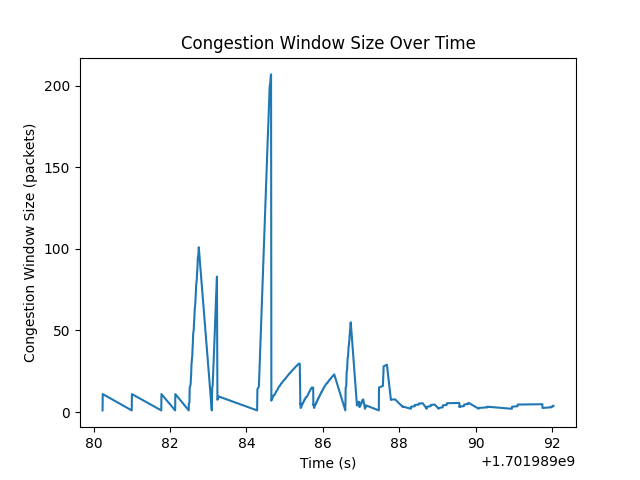 Congestion Window Size Over Time
Congestion Window Size (packets)
200
150
100
50
0
80 82 84 86 88 90 92
Time (s)
+1.701989e9